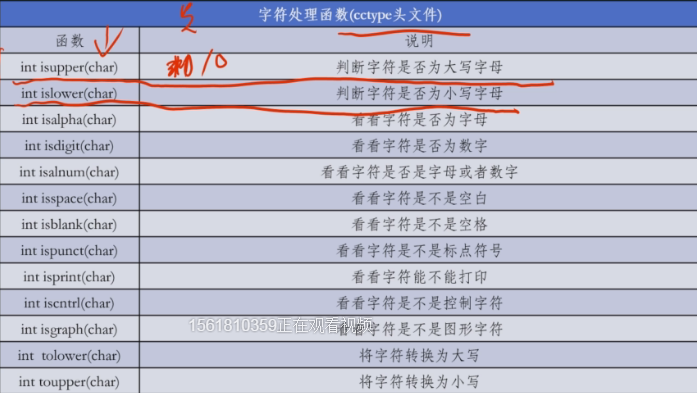 字符处理函数(cctype头文件)
函数 说明
int isupper(char) 判断字符是否为大写字母
int islower(char) 判断字符是否为小写字母
int isalpha(char) 看看字符是否为字母
int isdigit(char) 看看字符是否为数字
int isalnum(char) 看看字符是否是字母或者数字
int isspace(char) 看看字符是不是空白
int isblank(char) 看看字符是不是空格
int ispunct(char) 看看字符是不是标点符号
int isprint(char) 看看字符能不能打印
int iscntrl(char) 看看字符是不是控制字符
1561810359正在观看视频
int isgraph(char) 看看字符是不是图形字符
int tolower(char) 将字符转换为大写
int toupper(char) 将字符转换为小写